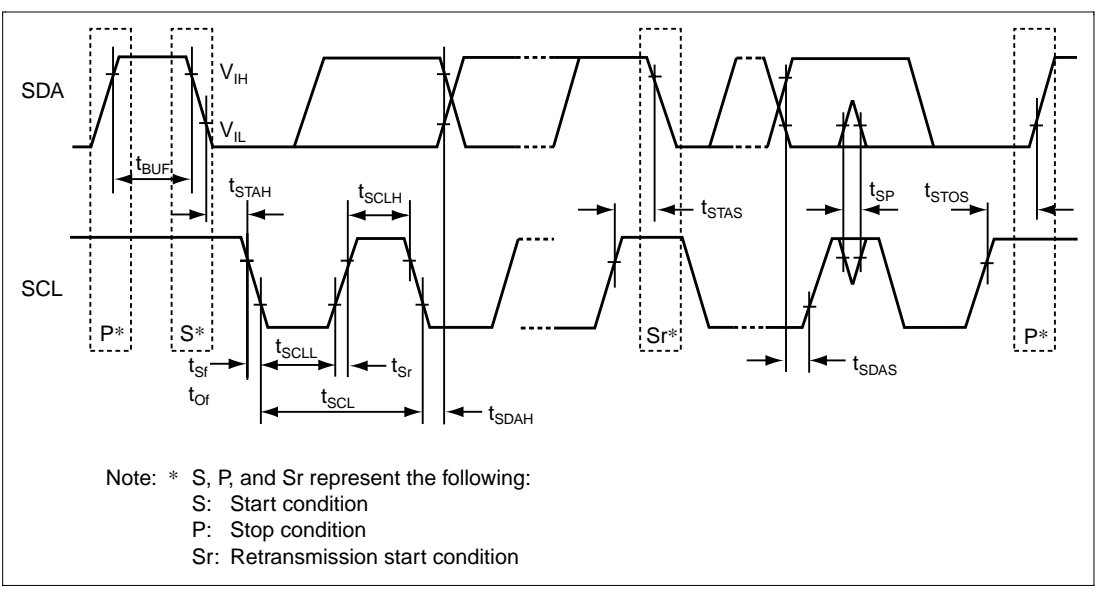 SDA
V_IH
V_IL
t_BUF
t_STAH
t_SCLH
t_STAS
t_SP
t_STOS
SCL
P*
S*
Sr*
P*
t_Sf
t_Of
t_SCLL
t_Sr
t_SCL
t_SDAH
t_SDAS
Note: * S, P, and Sr represent the following:
S: Start condition
P: Stop condition
Sr: Retransmission start condition